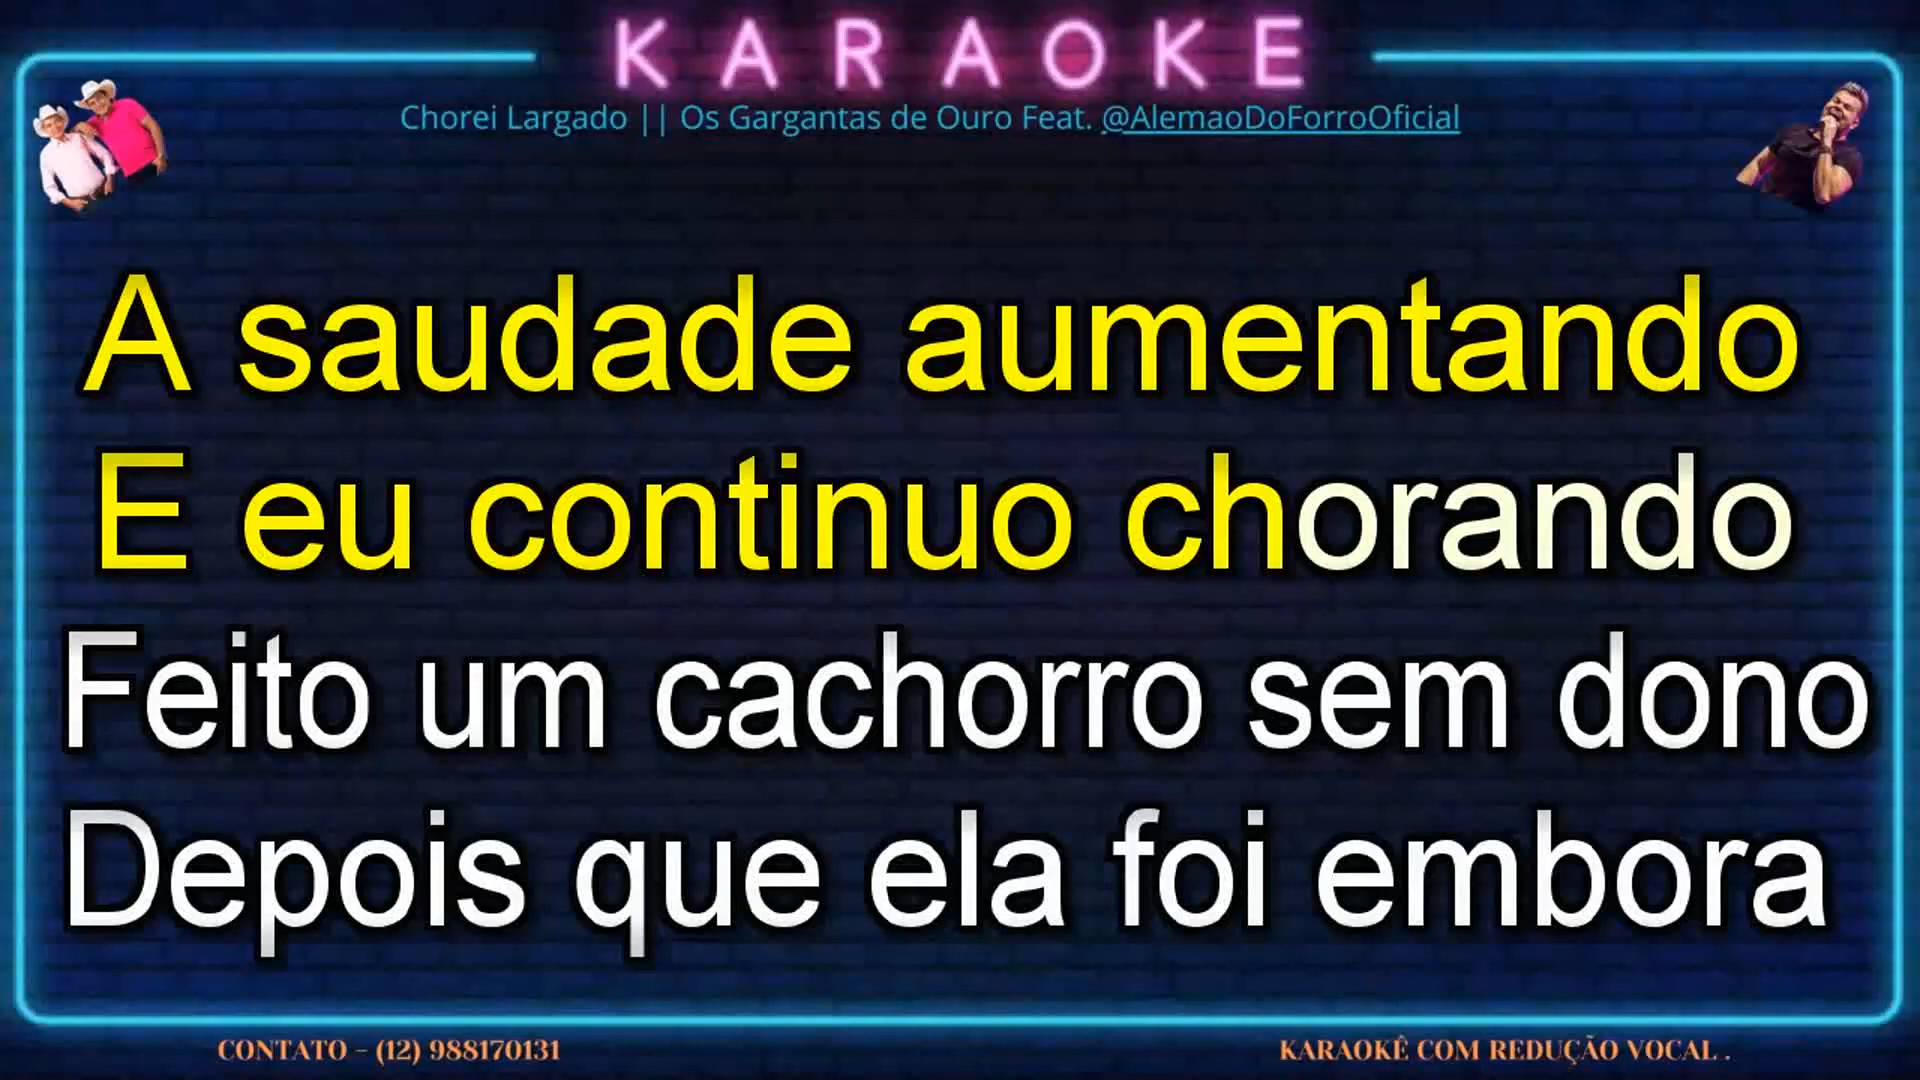 KARAOKE
Chorei Largado || Os Gargantas de Ouro Feat. @AlemaoDoForroOficial
A saudade aumentando
E eu continuo chorando
Feito um cachorro sem dono
Depois que ela foi embora
CONTATO - (12) 988170131
KARAOKÊ COM REDUÇÃO VOCAL .